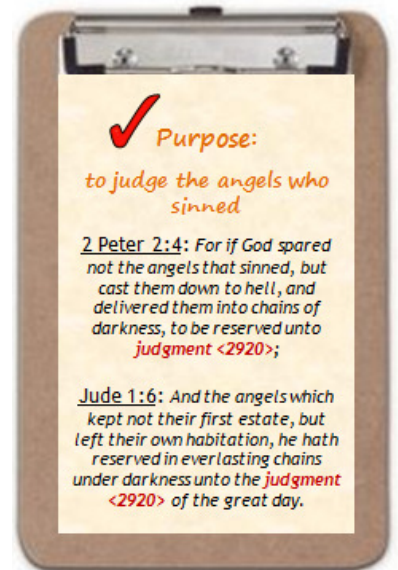 Purpose:
to judge the angels who
sinned
2 Peter 2:4: For if God spared
not the angels that sinned, but
cast them down to hell, and
delivered them into chains of
darkness, to be reserved unto
judgment <2920>;
Jude 1:6: And the angels which
kept not their first estate, but
left their own habitation, he hath
reserved in everlasting chains
under darkness unto the judgment
<2920> of the great day.